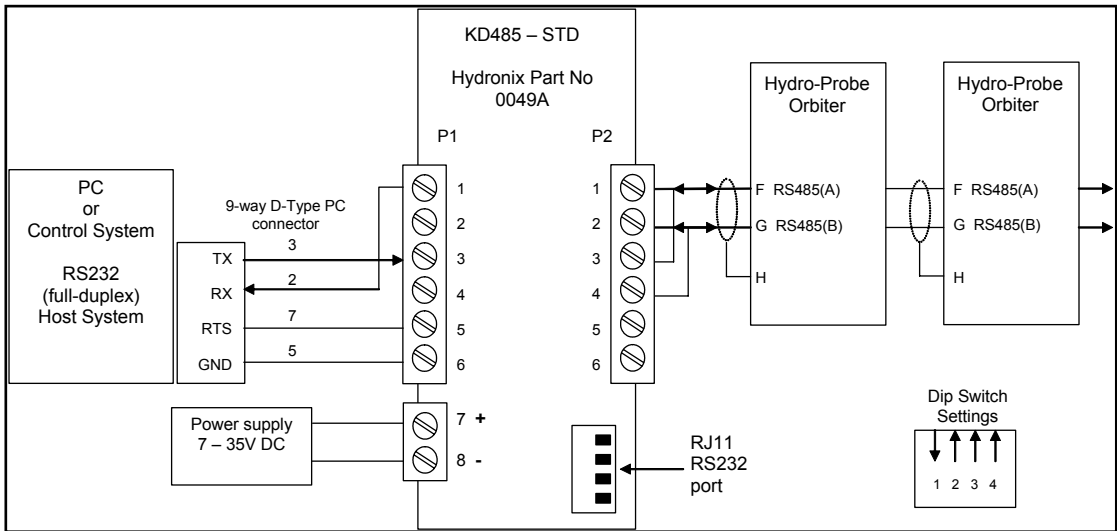 KD485 – STD
Hydronix Part No
0049A
P1
P2
PC
or
Control System
RS232
(full-duplex)
Host System
9-way D-Type PC
connector
TX
3
RX
2
RTS
7
GND
5
1
2
3
4
5
6
1
2
3
4
5
6
Hydro-Probe
Orbiter
F RS485(A)
G RS485(B)
H
Hydro-Probe
Orbiter
F RS485(A)
G RS485(B)
H
Power supply
7 – 35V DC
7 +
8 -
RJ11
RS232
port
Dip Switch
Settings
1 2 3 4